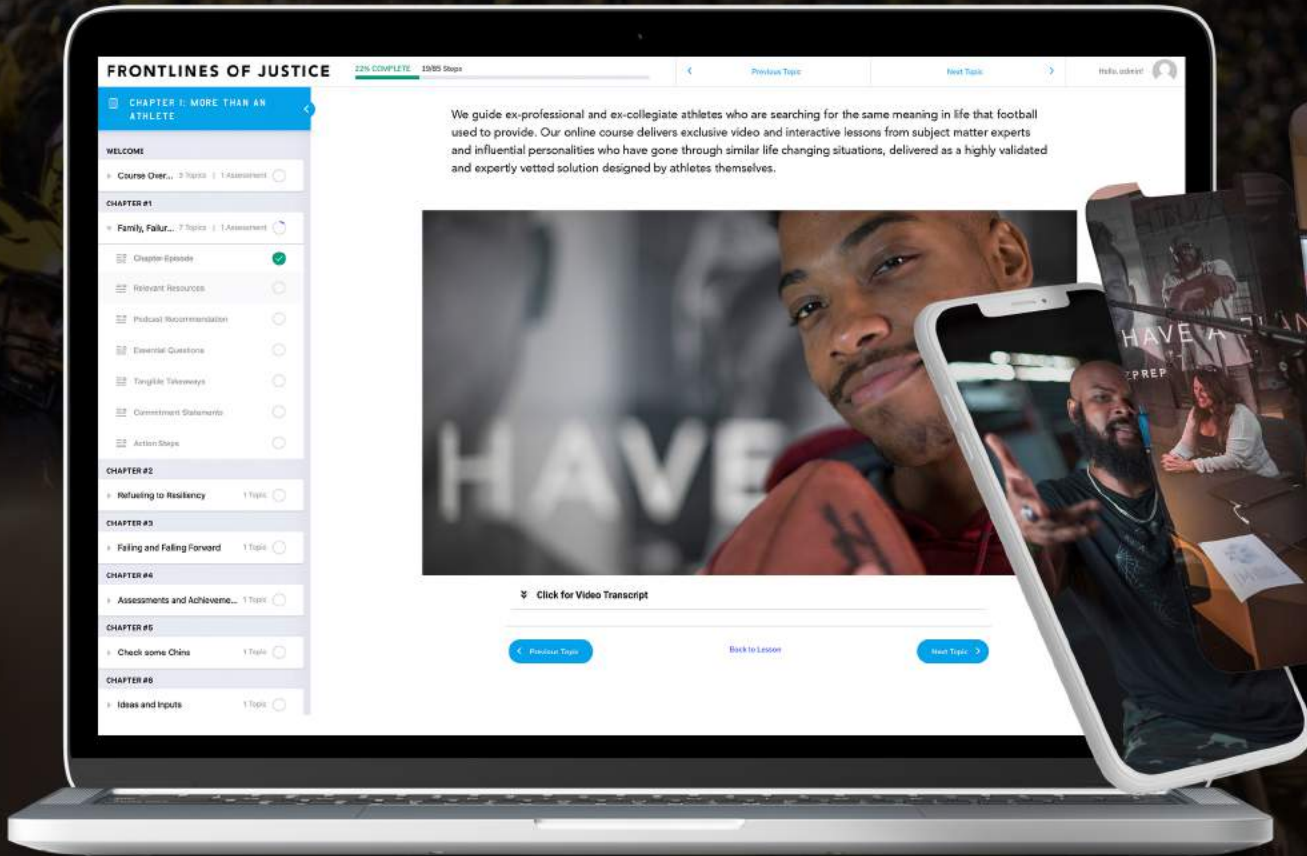 FRONTLINES OF JUSTICE
22% COMPLETE 19/85 Steps
Previous Topic
Next Topic
Hello, admin!
CHAPTER 1: MORE THAN AN
ATHLETE
WELCOME
Course Over... 3 Topics | 1 Assessment
CHAPTER #1
Family, Failur... 7 Topics | 1 Assessment
Chapter Episode
Relevant Resources
Podcast Recommendation
Essential Questions
Tangible Takeaways
Commitment Statements
Action Steps
CHAPTER #2
Refueling to Resiliency 1 Topic
CHAPTER #3
Failing and Falling Forward 1 Topic
CHAPTER #4
Assessments and Achieveme... 1 Topic
CHAPTER #5
Check some Chins 1 Topic
CHAPTER #6
Ideas and Inputs 1 Topic
We guide ex-professional and ex-collegiate athletes who are searching for the same meaning in life that football
used to provide. Our online course delivers exclusive video and interactive lessons from subject matter experts
and influential personalities who have gone through similar life changing situations, delivered as a highly validated
and expertly vetted solution designed by athletes themselves.
HAVE
Click for Video Transcript
Previous Topic
Back to Lesson
Next Topic
HAVE A PLAN